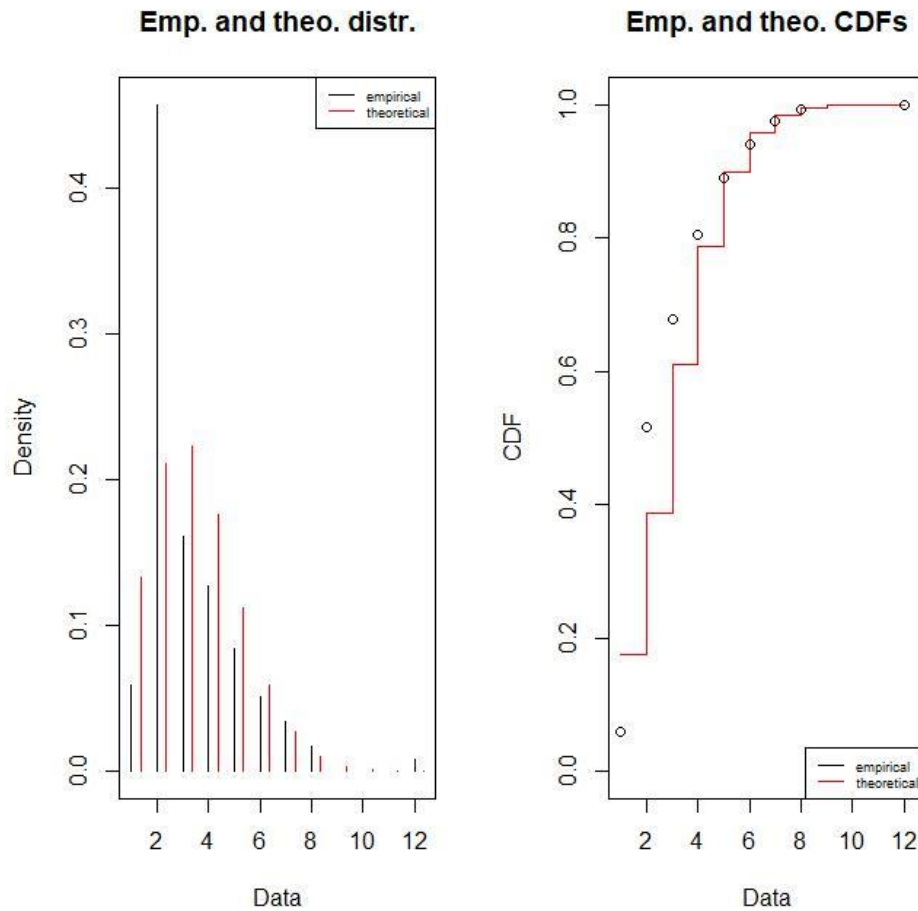 Emp. and theo. distr.
empirical
theoretical
Density
0.0
0.1
0.2
0.3
0.4
2 4 6 8 10 12
Data
Emp. and theo. CDFs
CDF
0.0
0.2
0.4
0.6
0.8
1.0
empirical
theoretical
2 4 6 8 10 12
Data